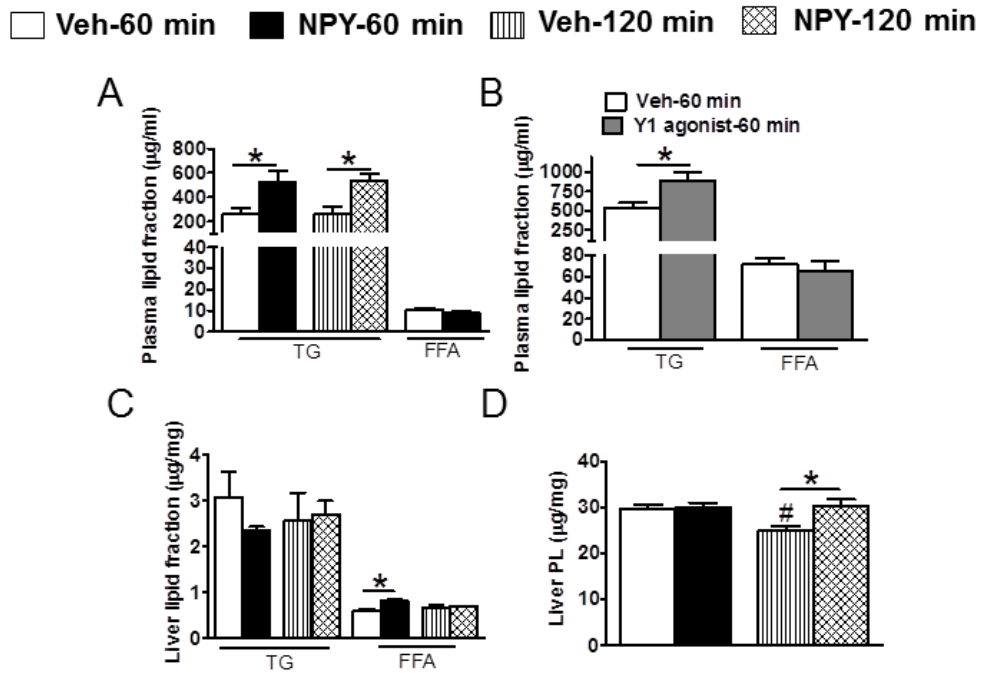 Veh-60 min NPY-60 min Veh-120 min NPY-120 min
A
Plasma lipid fraction (µg/ml)
800
600
400
200
40
30
20
10
0
*
*
TG
FFA
B
Veh-60 min
Y1 agonist-60 min
Plasma lipid fraction (µg/ml)
1000
750
500
250
80
60
40
20
0
*
TG
FFA
C
Liver lipid fraction (µg/mg)
4
3
2
1
0
*
TG
FFA
D
Liver PL (µg/mg)
40
30
20
10
0
#
*